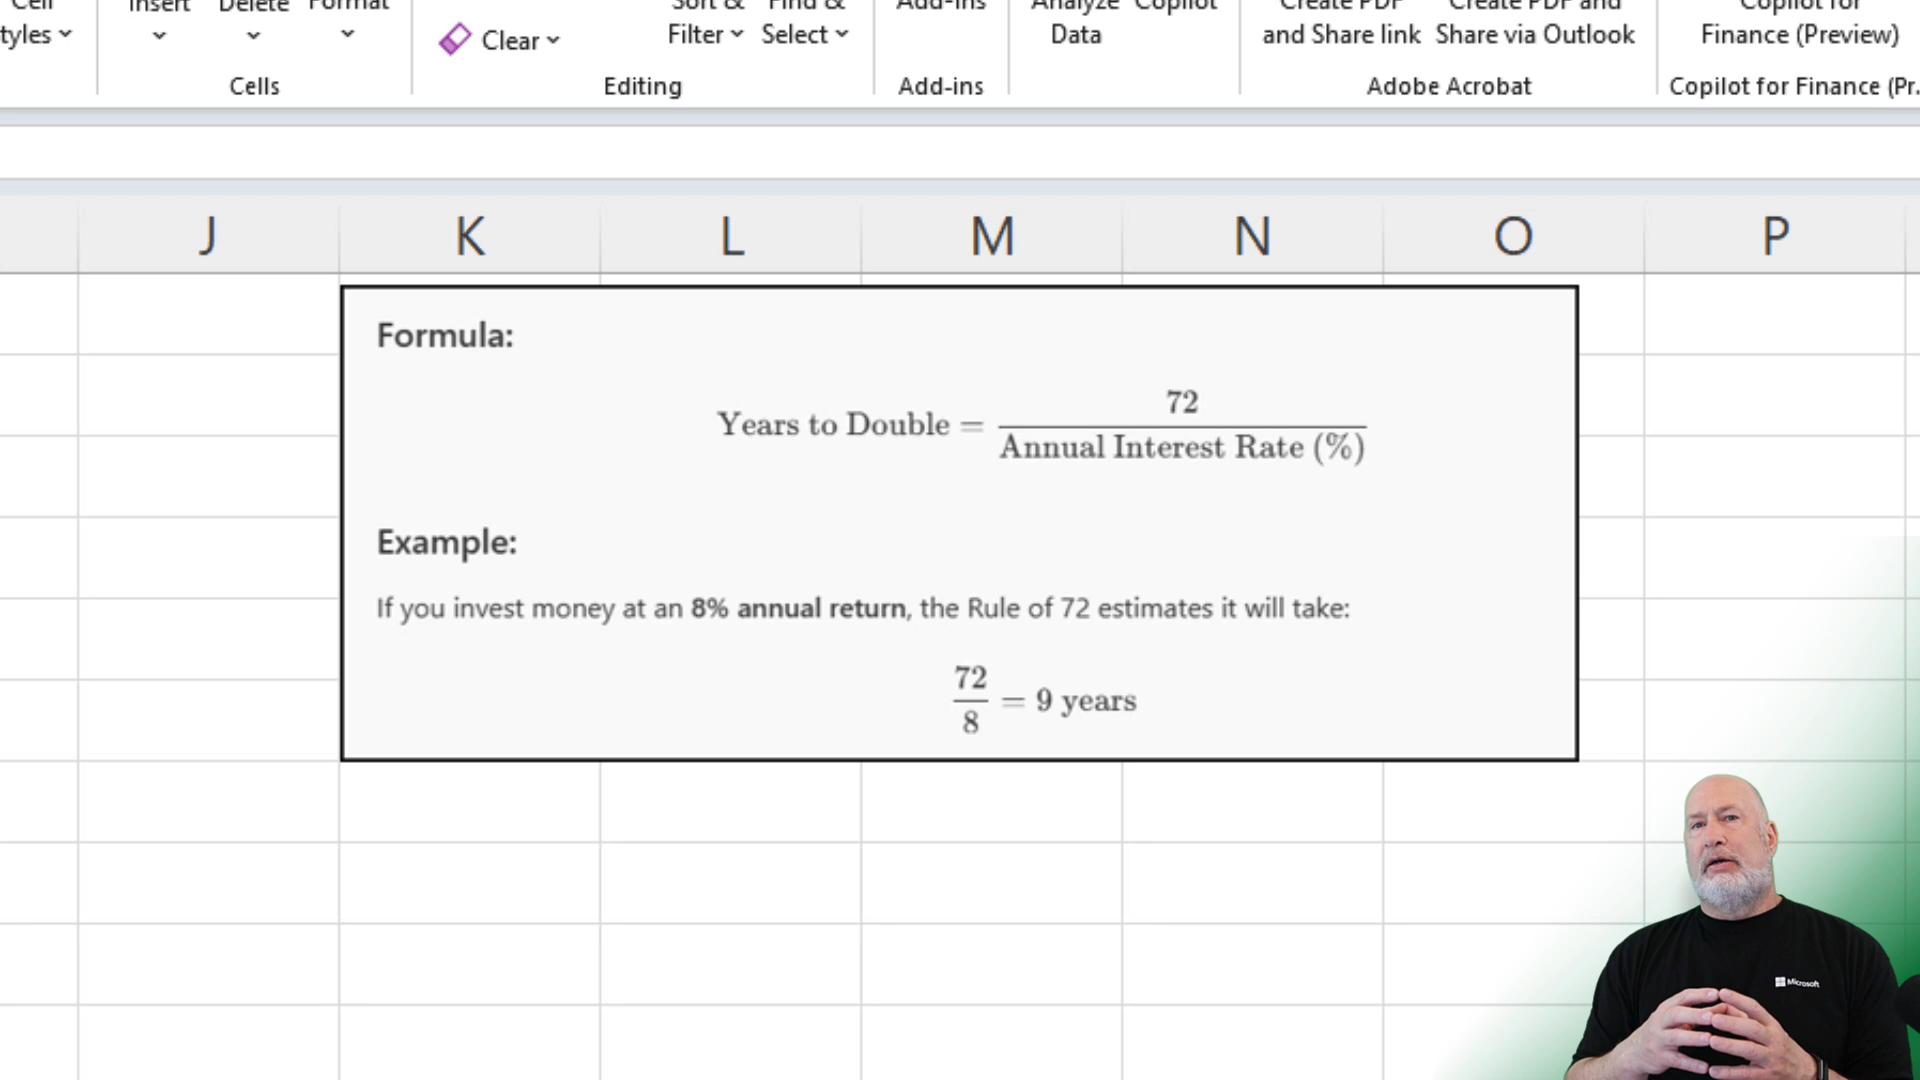 Cell Insert Delete Format Sort & Find & Add-ins Analyze Copilot Create PDF Create PDF and Copilot for
tyles Clear Filter Select Data and Share link Share via Outlook Finance (Preview)
Cells Editing Add-ins Adobe Acrobat Copilot for Finance (Pr...
J K L M N O P
Formula:
Years to Double = 72 / Annual Interest Rate (%)
Example:
If you invest money at an 8% annual return, the Rule of 72 estimates it will take:
72 / 8 = 9 years
Microsoft